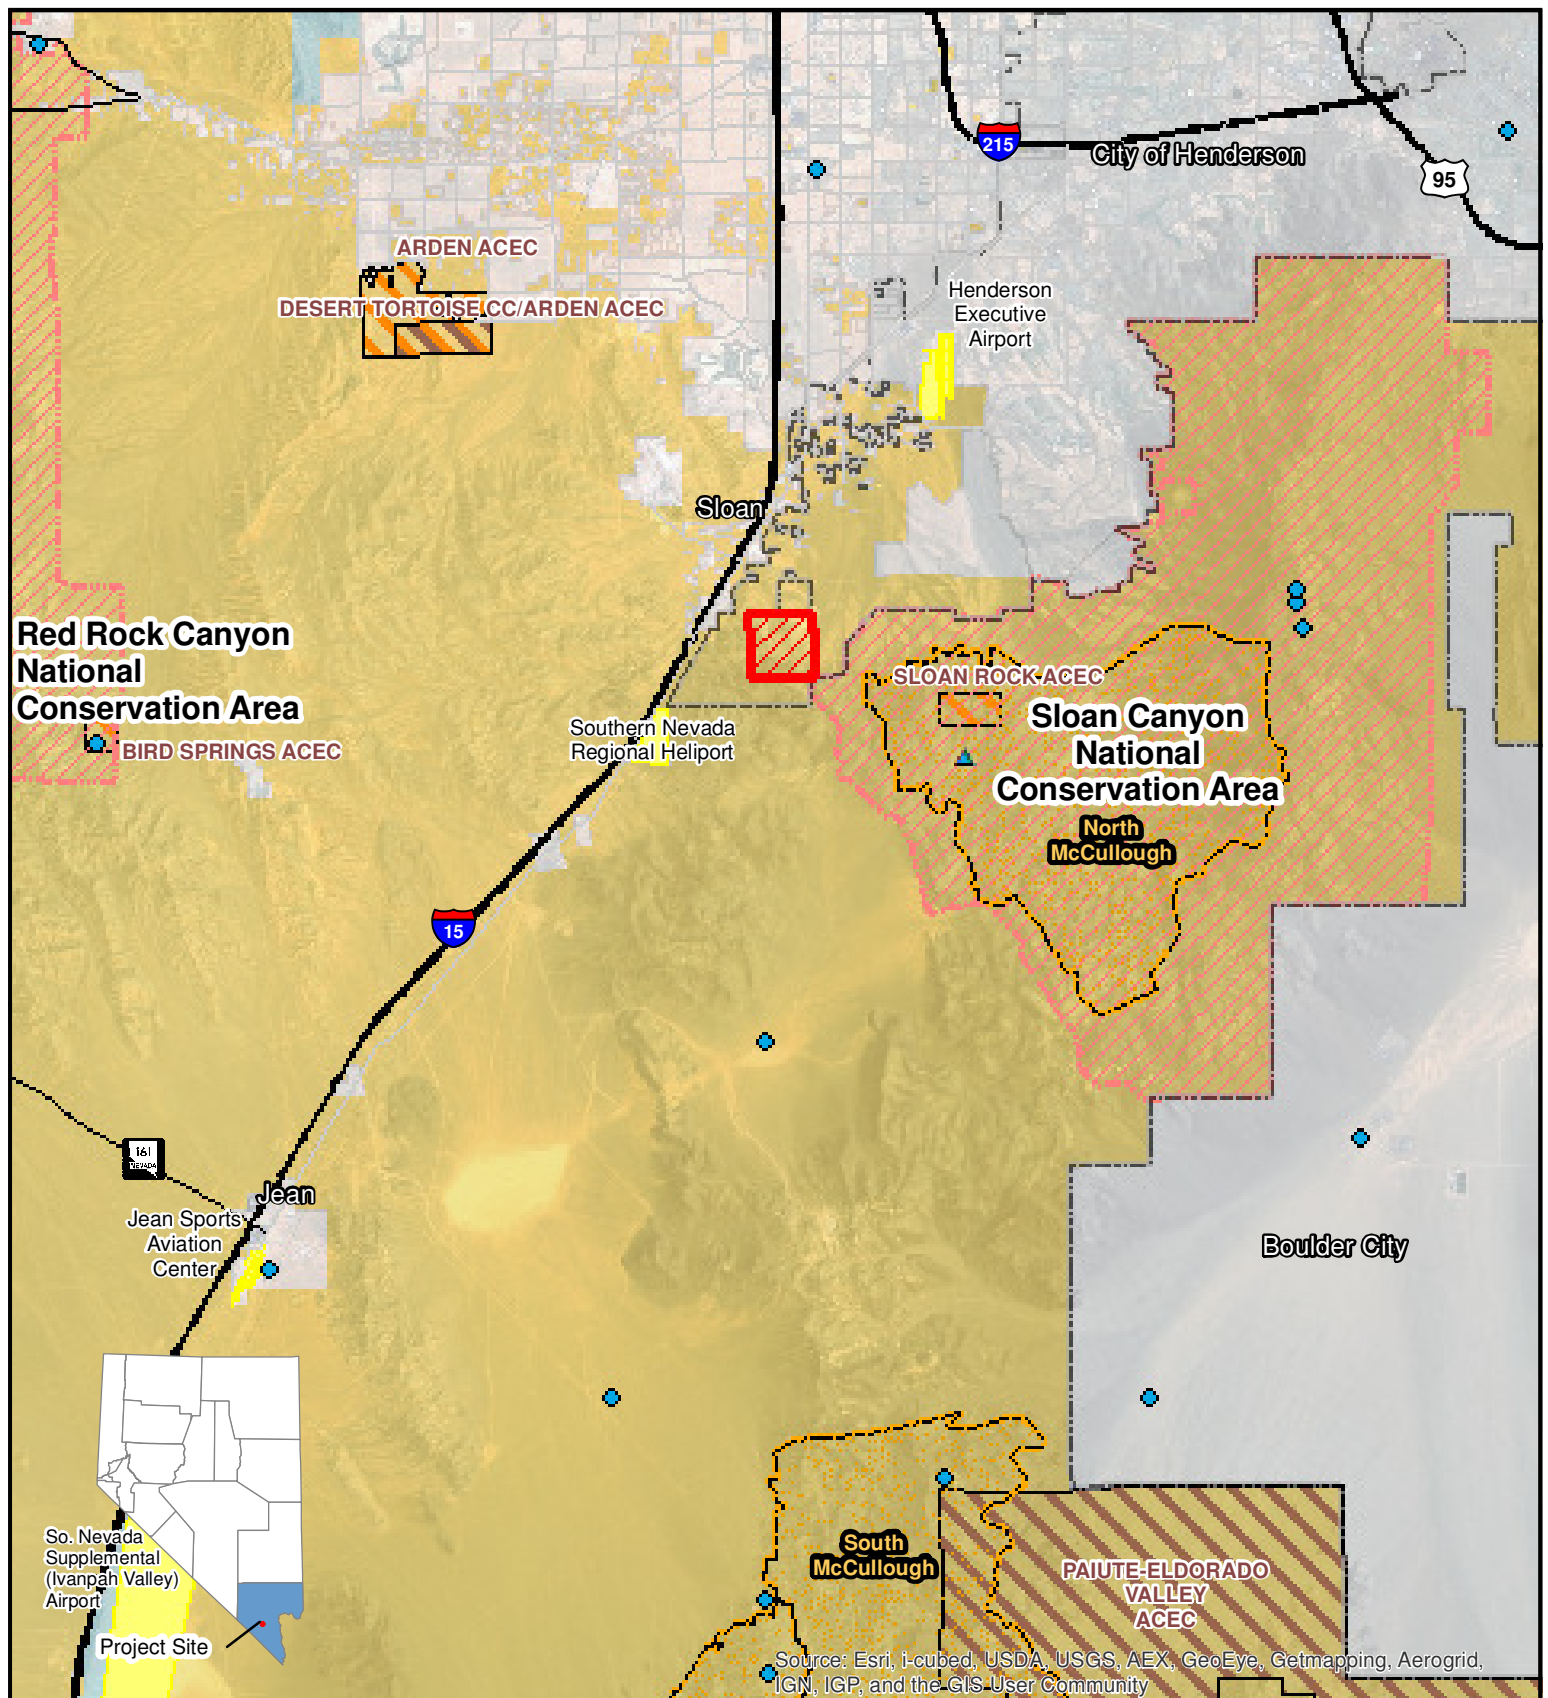 215
City of Henderson
95
ARDEN ACEC
DESERT TORTOISE CC/ARDEN ACEC
Henderson
Executive
Airport
Sloan
Red Rock Canyon
National
Conservation Area
BIRD SPRINGS ACEC
Southern Nevada
Regional Heliport
SLOAN ROCK ACEC
Sloan Canyon
National
Conservation Area
North
McCullough
15
161
NEVADA
Jean
Jean Sports
Aviation
Center
Boulder City
So. Nevada
Supplemental
(Ivanpah Valley)
Airport
Project Site
South
McCullough
PAIUTE-ELDORADO
VALLEY
ACEC
Source: Esri, i-cubed, USDA, USGS, AEX, GeoEye, Getmapping, Aerogrid,
IGN, IGP, and the GIS User Community